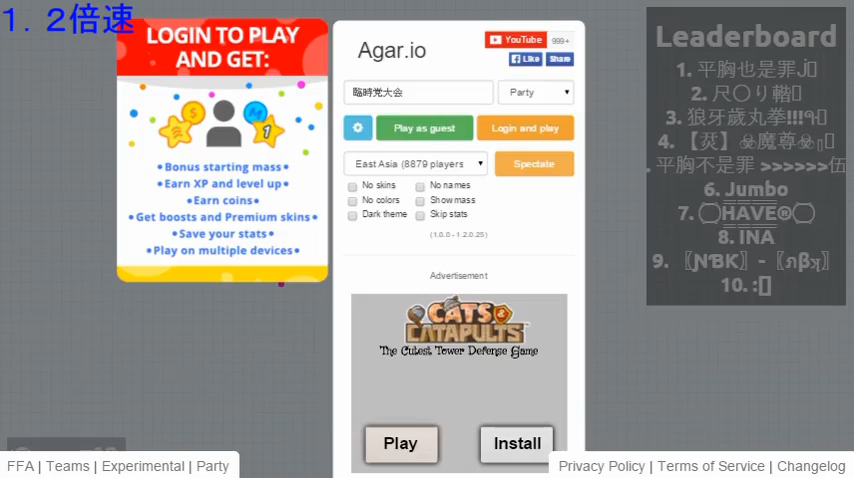 1．2倍速
LOGIN TO PLAY
AND GET:
•Bonus starting mass•
•Earn XP and level up•
•Earn coins•
•Get boosts and Premium skins•
•Save your stats•
•Play on multiple devices•
Agar.io
YouTube 999+
Like Share
臨時党大会
Party
Play as guest
Login and play
East Asia (8879 players
Spectate
No skins No names
No colors Show mass
Dark theme Skip stats
(1.0.0 - 1.2.0.25)
Advertisement
CATS &
CATAPULTS
The Cutest Tower Defense Game
Play
Install
Leaderboard
1. 平胸也是罪
2. 尺〇り
3. 狼牙歲丸拳!!!
4. 【烎】☠魔尊☠
平胸不是罪 >>>>>>伍
6. Jumbo
7. HAVE®
8. INA
9. 〖ƝƁK〗-
10. :[]
FFA | Teams | Experimental | Party
Privacy Policy | Terms of Service | Changelog